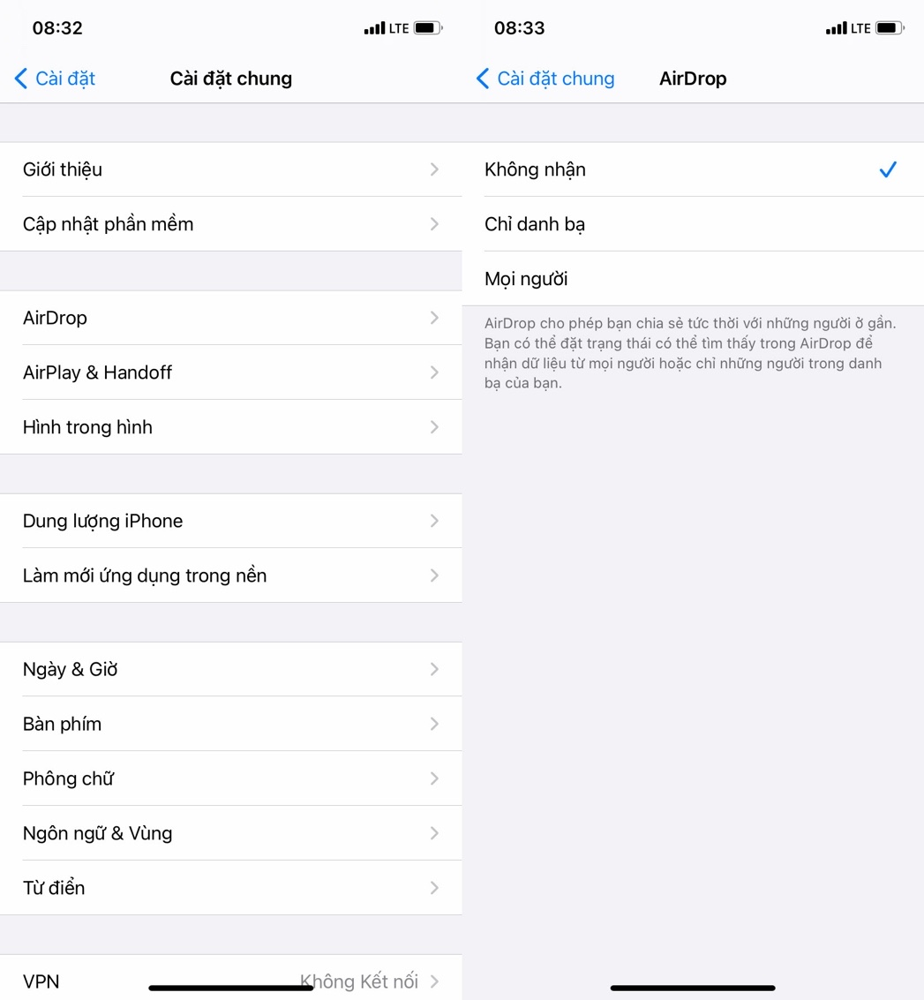 08:32
LTE
Cài đặt
Cài đặt chung
Giới thiệu
Cập nhật phần mềm
AirDrop
AirPlay & Handoff
Hình trong hình
Dung lượng iPhone
Làm mới ứng dụng trong nền
Ngày & Giờ
Bàn phím
Phông chữ
Ngôn ngữ & Vùng
Từ điển
VPN
Không Kết nối
08:33
LTE
Cài đặt chung
AirDrop
Không nhận
Chỉ danh bạ
Mọi người
AirDrop cho phép bạn chia sẻ tức thời với những người ở gần.
Bạn có thể đặt trạng thái có thể tìm thấy trong AirDrop để
nhận dữ liệu từ mọi người hoặc chỉ những người trong danh
bạ của bạn.